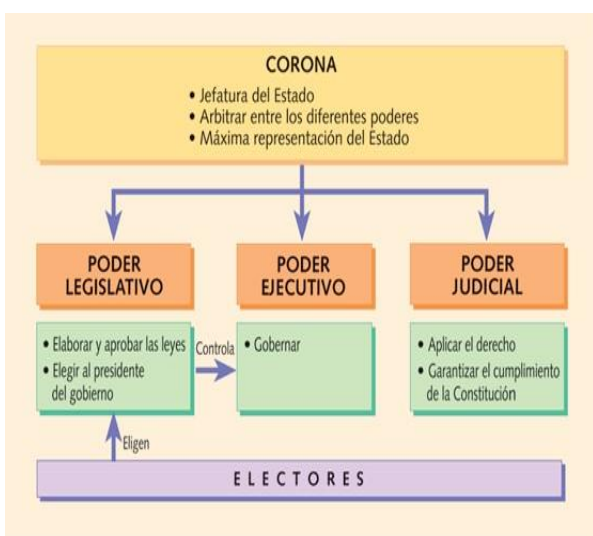 CORONA
• Jefatura del Estado
• Arbitrar entre los diferentes poderes
• Máxima representación del Estado
PODER
LEGISLATIVO
PODER
EJECUTIVO
PODER
JUDICIAL
• Elaborar y aprobar las leyes
• Elegir al presidente
del gobierno
Controla
• Gobernar
• Aplicar el derecho
• Garantizar el cumplimiento
de la Constitución
Eligen
ELECTORES